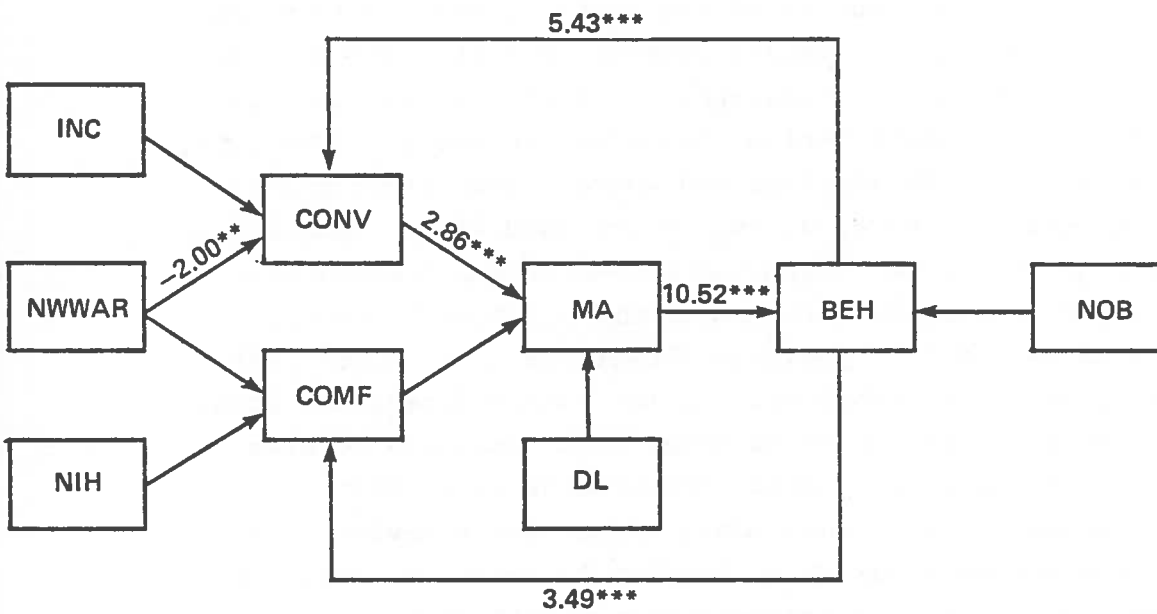 5.43***
INC
CONV
-2.00**
2.86***
NWWAR
MA
10.52***
BEH
NOB
COMF
NIH
DL
3.49***